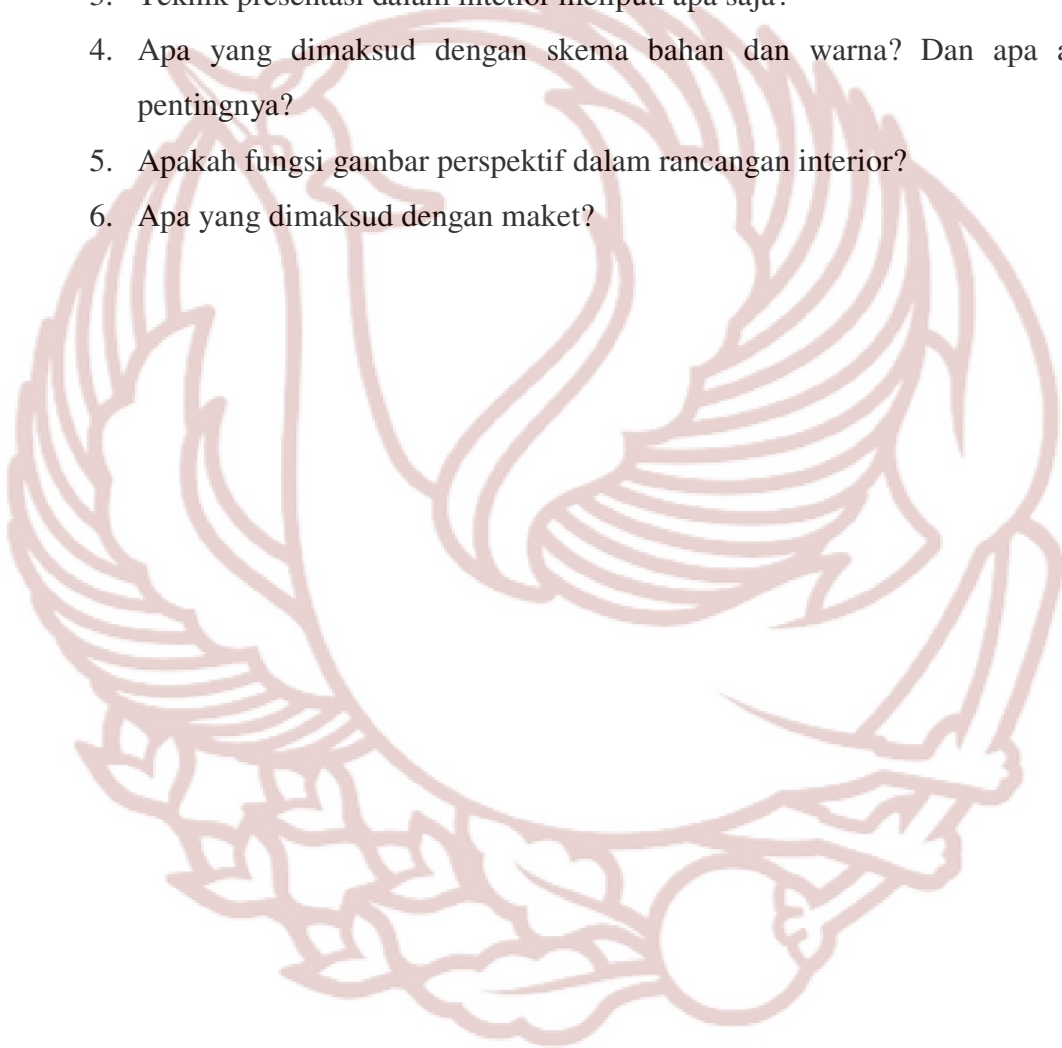 Teknik presentasi dalam meliputi apa saja?
4. Apa yang dimaksud dengan skema bahan dan warna? Dan apa
pentingnya?
5. Apakah fungsi gambar perspektif dalam rancangan interior?
6. Apa yang dimaksud dengan maket?